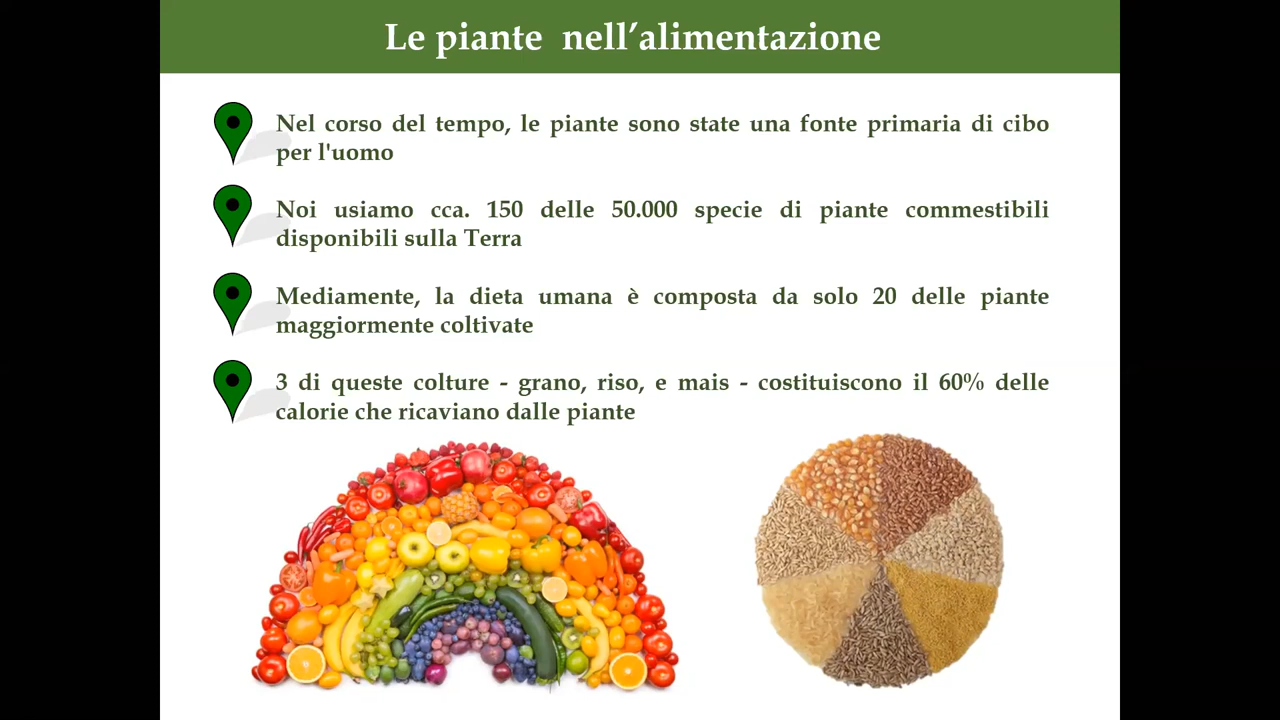 Le piante nell’alimentazione
Nel corso del tempo, le piante sono state una fonte primaria di cibo
per l'uomo
Noi usiamo cca. 150 delle 50.000 specie di piante commestibili
disponibili sulla Terra
Mediamente, la dieta umana è composta da solo 20 delle piante
maggiormente coltivate
3 di queste colture - grano, riso, e mais - costituiscono il 60% delle
calorie che ricaviano dalle piante